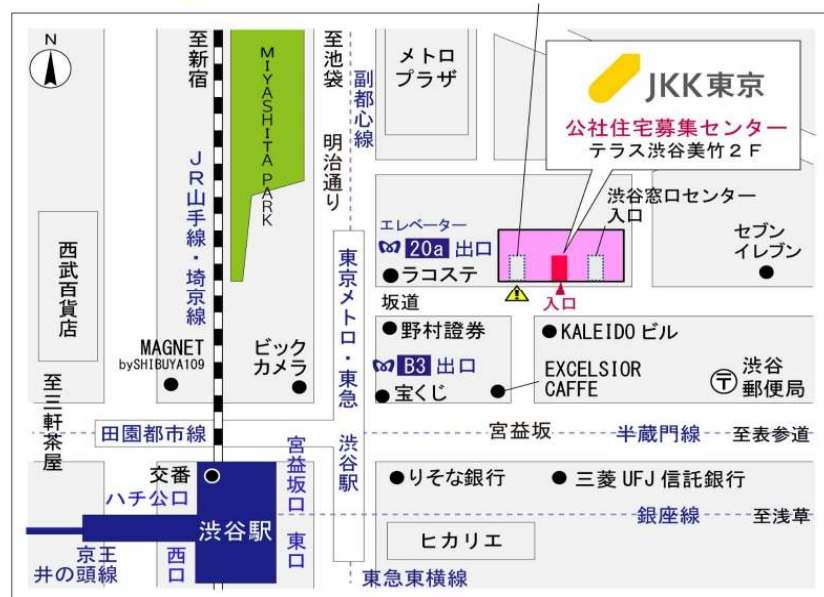 N
至新宿
MIYASHITA PARK
至池袋
副都心線
明治通り
メトロ
プラザ
JKK東京
公社住宅募集センター
テラス渋谷美竹２Ｆ
JR山手線・埼京線
西武百貨店
エレベーター
20a 出口
ラコステ
渋谷窓口センター
入口
セブン
イレブン
入口
坂道
東京メトロ・東急 渋谷駅
MAGNET
bySHIBUYA109
ビック
カメラ
野村證券
B3 出口
宝くじ
KALEIDO ビル
EXCELSIOR
CAFFE
渋谷
郵便局
至三軒茶屋
田園都市線
宮益坂
半蔵門線
至表参道
交番
ハチ公口
宮益坂口
りそな銀行
三菱 UFJ 信託銀行
渋谷駅
銀座線
至浅草
京王
井の頭線
西口
東口
ヒカリエ
東急東横線